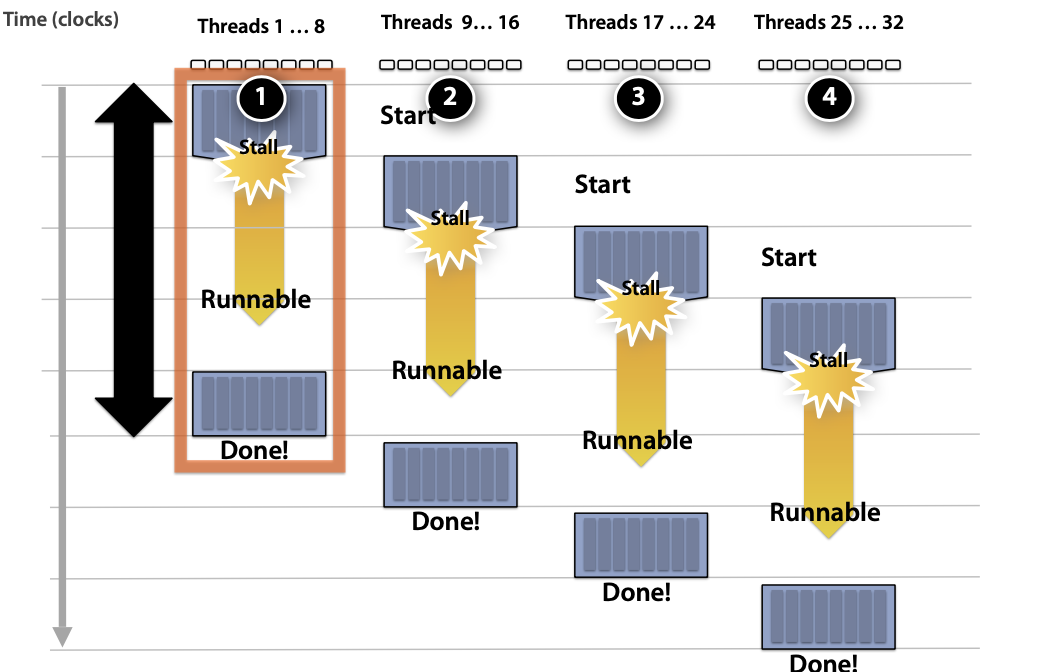 Time (clocks)
Threads 1 … 8
Threads 9… 16
Threads 17 … 24
Threads 25 … 32
1
2
3
4
Start
Stall
Start
Stall
Start
Stall
Runnable
Stall
Runnable
Runnable
Done!
Runnable
Done!
Done!
Done!